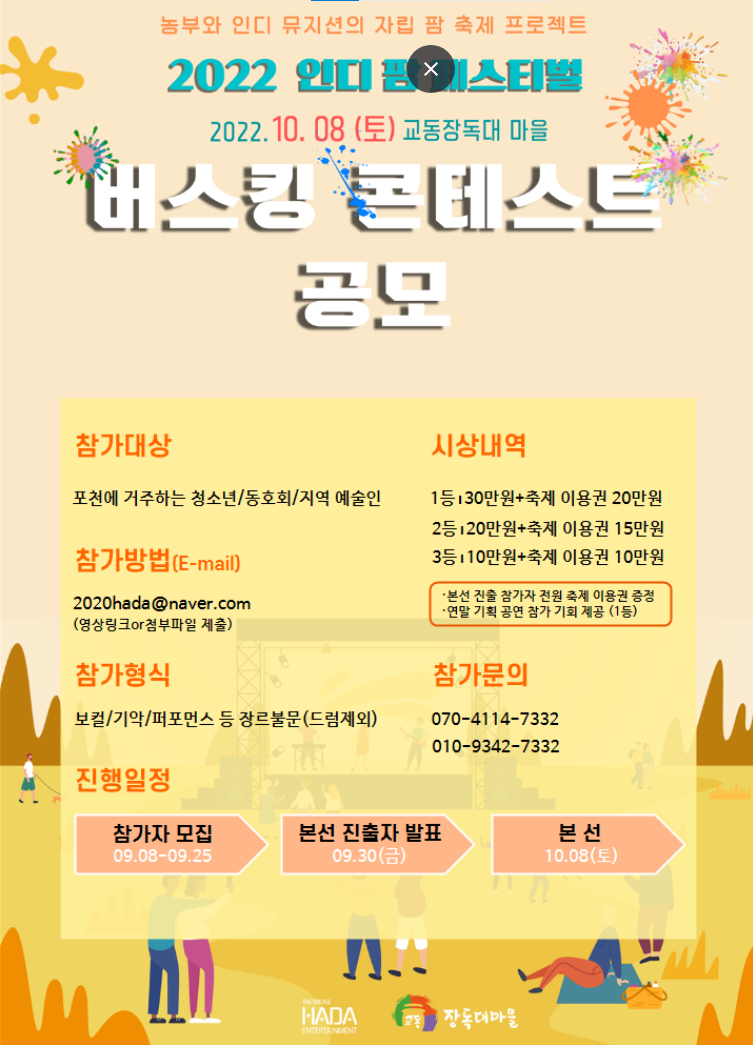 농부와 인디 뮤지션의 자립 팜 축제 프로젝트
2022 인디 팜 페스티벌
2022. 10. 08 (토) 교동장독대 마을
버스킹 콘테스트
공모
참가대상
포천에 거주하는 청소년/동호회/지역 예술인
참가방법(E-mail)
2020hada@naver.com
(영상링크or첨부파일 제출)
참가형식
보컬/기악/퍼포먼스 등 장르불문(드럼제외)
시상내역
1등ı30만원+축제 이용권 20만원
2등ı20만원+축제 이용권 15만원
3등ı10만원+축제 이용권 10만원
·본선 진출 참가자 전원 축제 이용권 증정
·연말 기획 공연 참가 기회 제공 (1등)
참가문의
070-4114-7332
010-9342-7332
진행일정
참가자 모집
09.08-09.25
본선 진출자 발표
09.30(금)
본 선
10.08(토)
THE BRIDGE
HADA
ENTERTAINMENT
교동 장독대마을